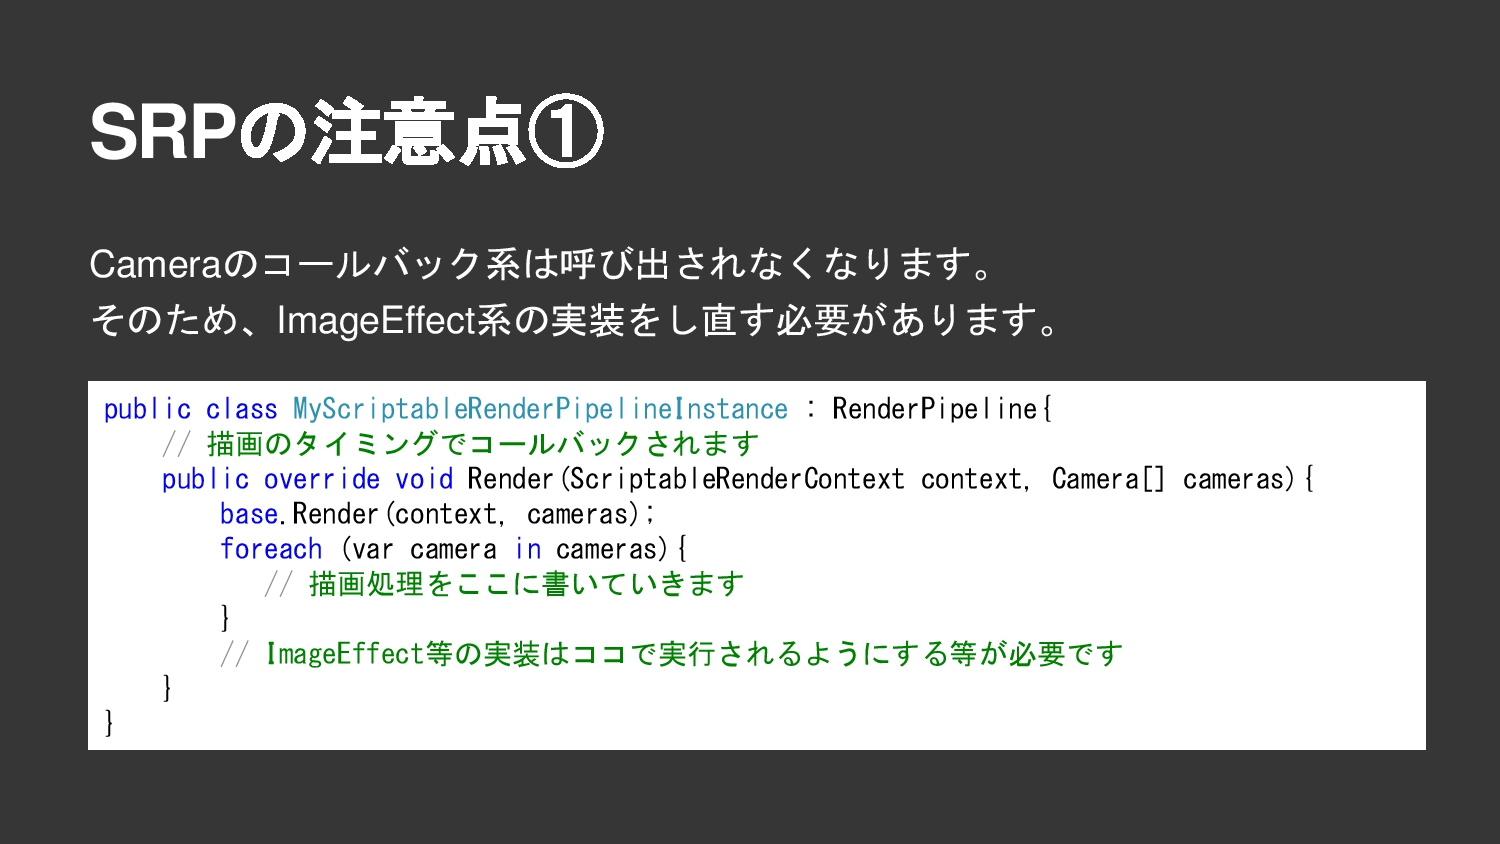 SRPの注意点①
Cameraのコールバック系は呼び出されなくなります。
そのため、ImageEffect系の実装をし直す必要があります。
public class MyScriptableRenderPipelineInstance : RenderPipeline{
// 描画のタイミングでコールバックされます
public override void Render(ScriptableRenderContext context, Camera[] cameras){
base.Render(context, cameras);
foreach (var camera in cameras){
// 描画処理をここに書いていきます
}
// ImageEffect等の実装はココで実行されるようにする等が必要です
}
}